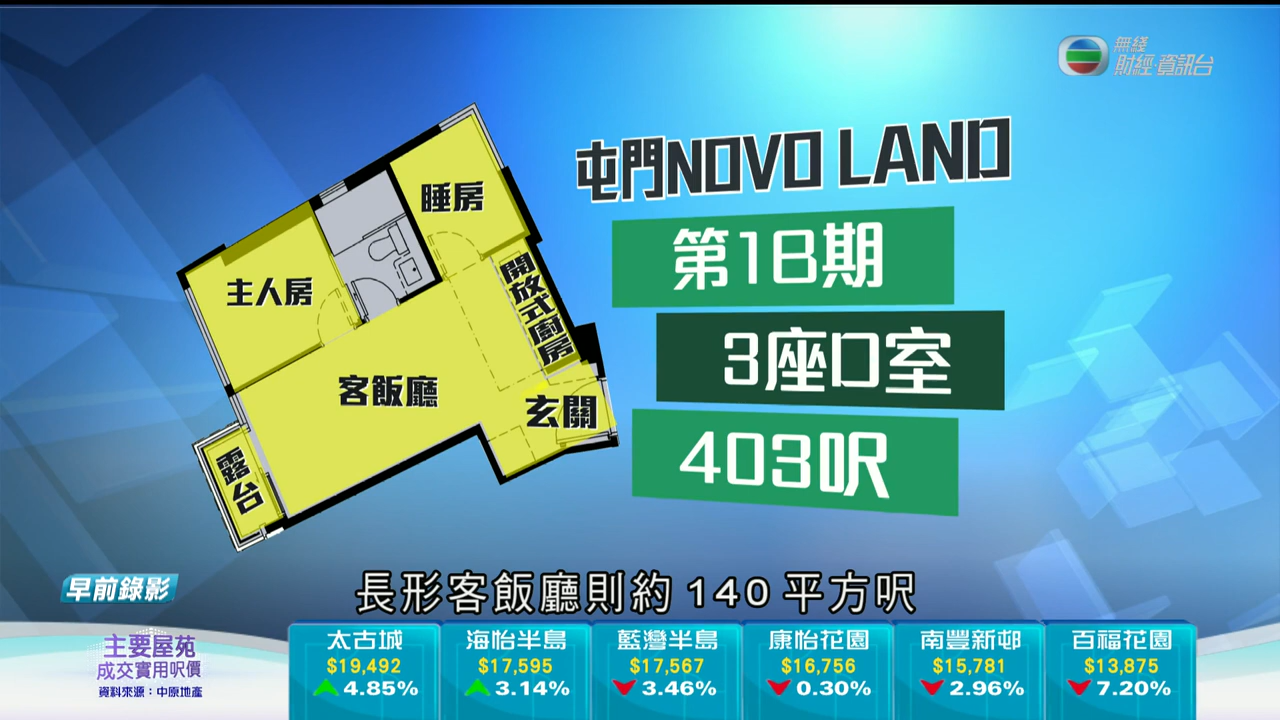 無綫
財經·資訊台
屯門NOVO LAND
第1B期
3座D室
403呎
睡房
主人房
開放式廚房
客飯廳
玄關
露台
早前錄影
長形客飯廳則約 140 平方呎
主要屋苑
成交實用呎價
資料來源：中原地產
太古城
$19,492
4.85%
海怡半島
$17,595
3.14%
藍灣半島
$17,567
3.46%
康怡花園
$16,756
0.30%
南豐新邨
$15,781
2.96%
百福花園
$13,875
7.20%